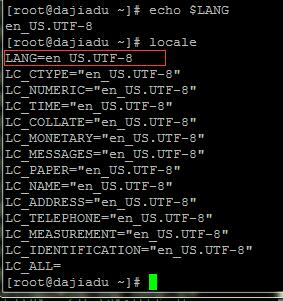 [root@dajiadu ~]# echo $LANG
en_US.UTF-8
[root@dajiadu ~]# locale
LANG=en_US.UTF-8
LC_CTYPE="en_US.UTF-8"
LC_NUMERIC="en_US.UTF-8"
LC_TIME="en_US.UTF-8"
LC_COLLATE="en_US.UTF-8"
LC_MONETARY="en_US.UTF-8"
LC_MESSAGES="en_US.UTF-8"
LC_PAPER="en_US.UTF-8"
LC_NAME="en_US.UTF-8"
LC_ADDRESS="en_US.UTF-8"
LC_TELEPHONE="en_US.UTF-8"
LC_MEASUREMENT="en_US.UTF-8"
LC_IDENTIFICATION="en_US.UTF-8"
LC_ALL=
[root@dajiadu ~]#